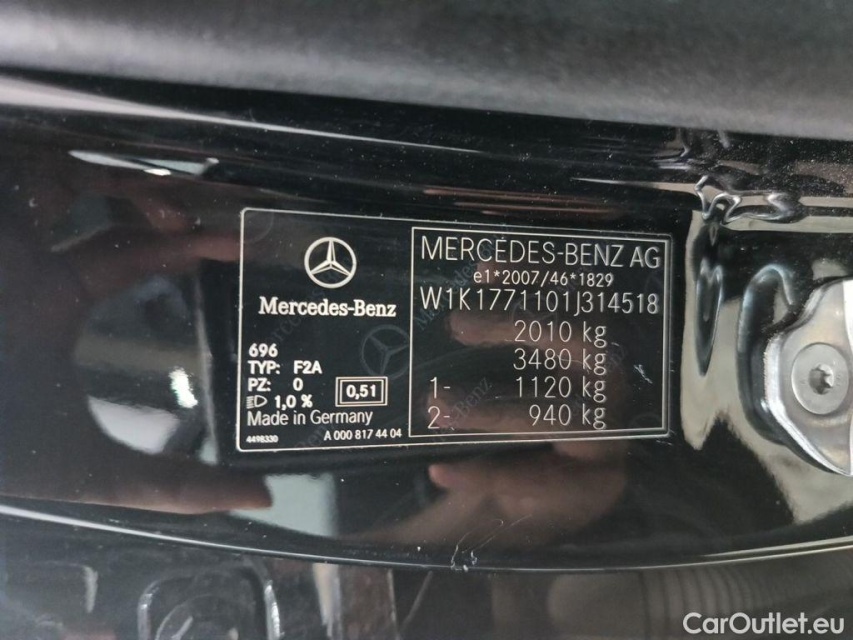 Mercedes-Benz
696
TYP: F2A
PZ: 0
1,0 %
0,51
Made in Germany
4498330 A 000 817 44 04
MERCEDES-BENZ AG
e1*2007/46*1829
W1K1771101J314518
2010 kg
3480 kg
1- 1120 kg
2- 940 kg
CarOutlet.eu